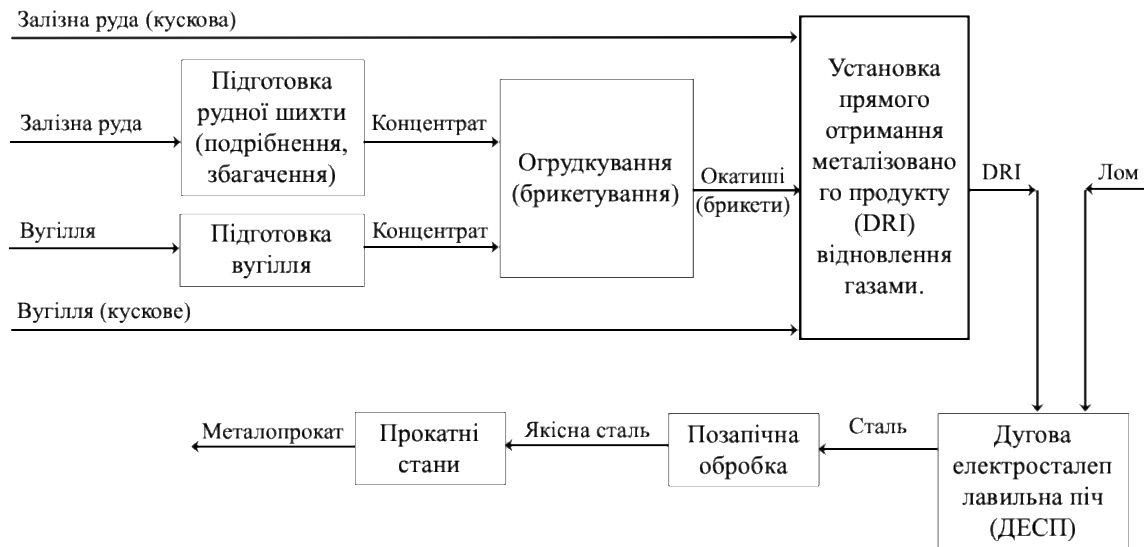 Залізна руда (кускова)
Залізна руда
Підготовка
рудної шихти
(подрібнення,
збагачення)
Концентрат
Вугілля
Підготовка
вугілля
Концентрат
Огрудкування
(брикетування)
Окатиші
(брикети)
Вугілля (кускове)
Установка
прямого
отримання
металізовано
го продукту
(DRI)
відновлення
газами.
DRI
Лом
Дугова
електросталеп
лавильна піч
(ДЕСП)
Сталь
Позапічна
обробка
Якісна сталь
Прокатні
стани
Металопрокат